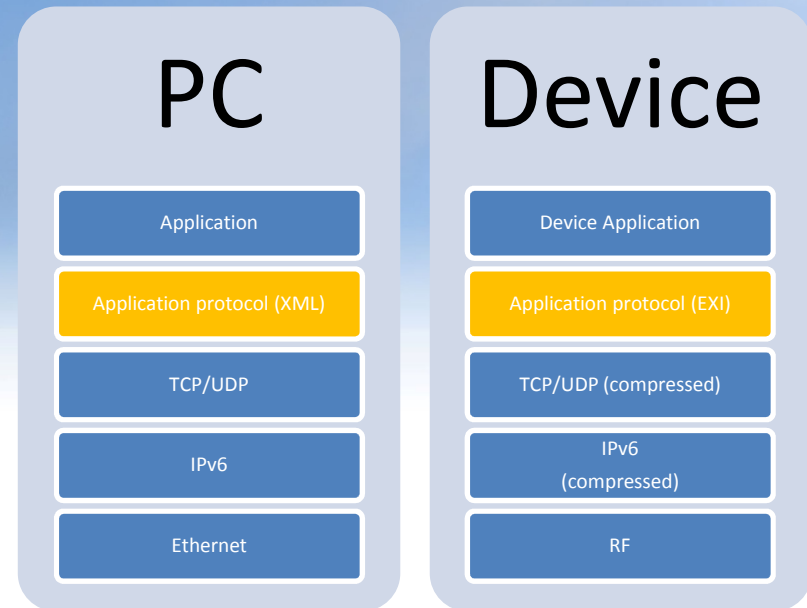 PC
Application
Application protocol (XML)
TCP/UDP
IPv6
Ethernet
Device
Device Application
Application protocol (EXI)
TCP/UDP (compressed)
IPv6
(compressed)
RF